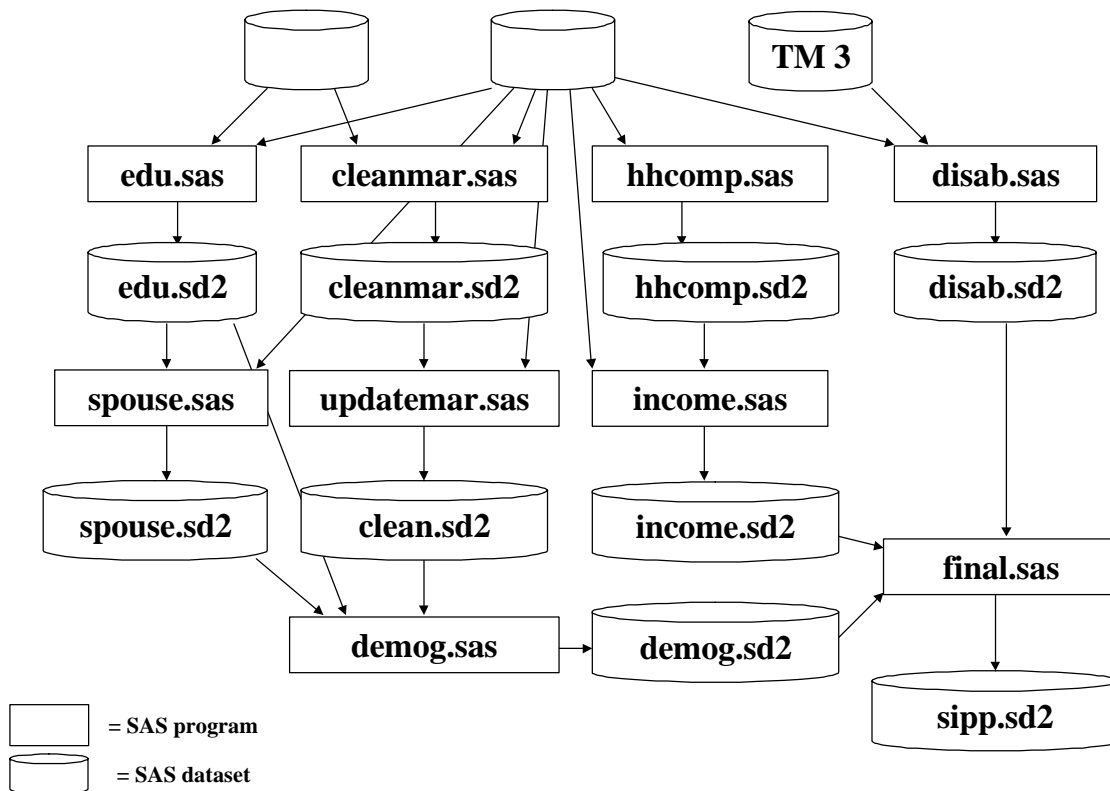 TM 3
edu.sas
cleanmar.sas
hhcomp.sas
disab.sas
edu.sd2
cleanmar.sd2
hhcomp.sd2
disab.sd2
spouse.sas
updatemar.sas
income.sas
spouse.sd2
clean.sd2
income.sd2
final.sas
demog.sas
demog.sd2
sipp.sd2
= SAS program
= SAS dataset